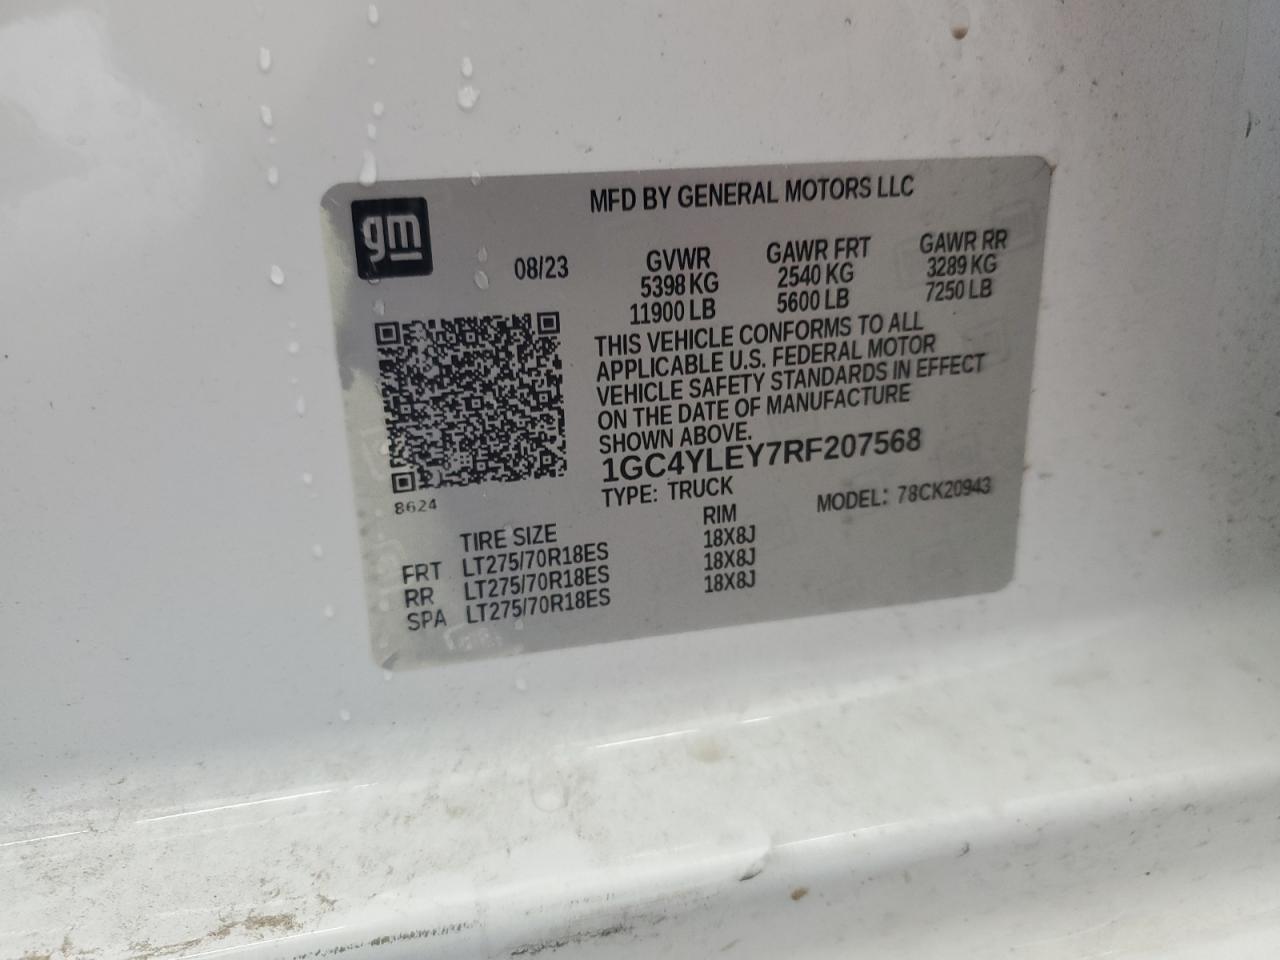 gm
MFD BY GENERAL MOTORS LLC
08/23
GVWR GAWR FRT GAWR RR
5398 KG 2540 KG 3289 KG
11900 LB 5600 LB 7250 LB
THIS VEHICLE CONFORMS TO ALL
APPLICABLE U.S. FEDERAL MOTOR
VEHICLE SAFETY STANDARDS IN EFFECT
ON THE DATE OF MANUFACTURE
SHOWN ABOVE.
1GC4YLEY7RF207568
TYPE: TRUCK MODEL: 78CK20943
8624
TIRE SIZE RIM
FRT LT275/70R18ES 18X8J
RR LT275/70R18ES 18X8J
SPA LT275/70R18ES 18X8J